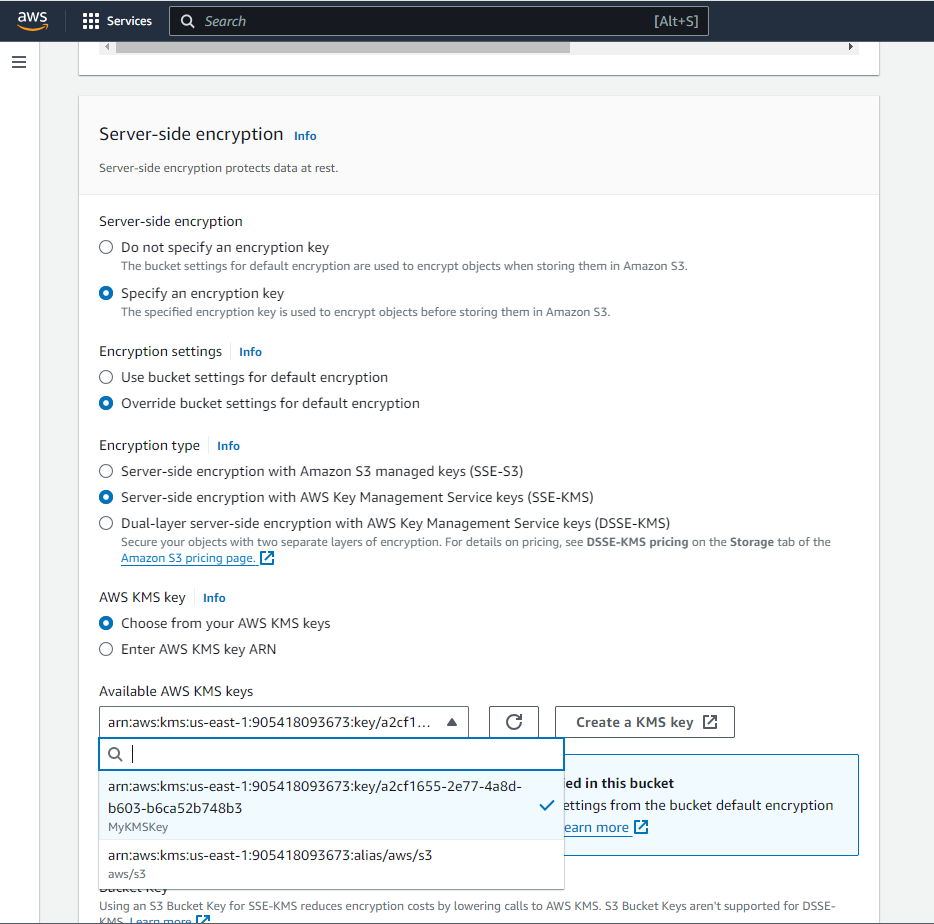 aws
Services
Search
[Alt+S]
Server-side encryption Info
Server-side encryption protects data at rest.
Server-side encryption
Do not specify an encryption key
The bucket settings for default encryption are used to encrypt objects when storing them in Amazon S3.
Specify an encryption key
The specified encryption key is used to encrypt objects before storing them in Amazon S3.
Encryption settings Info
Use bucket settings for default encryption
Override bucket settings for default encryption
Encryption type Info
Server-side encryption with Amazon S3 managed keys (SSE-S3)
Server-side encryption with AWS Key Management Service keys (SSE-KMS)
Dual-layer server-side encryption with AWS Key Management Service keys (DSSE-KMS)
Secure your objects with two separate layers of encryption. For details on pricing, see DSSE-KMS pricing on the Storage tab of the
Amazon S3 pricing page.
AWS KMS key Info
Choose from your AWS KMS keys
Enter AWS KMS key ARN
Available AWS KMS keys
arn:aws:kms:us-east-1:905418093673:key/a2cf1...
Create a KMS key
arn:aws:kms:us-east-1:905418093673:key/a2cf1655-2e77-4a8d-
b603-b6ca52b748b3
MyKMSKey
arn:aws:kms:us-east-1:905418093673:alias/aws/s3
aws/s3
ied in this bucket
ettings from the bucket default encryption
earn more
Bucket Key
Using an S3 Bucket Key for SSE-KMS reduces encryption costs by lowering calls to AWS KMS. S3 Bucket Keys aren't supported for DSSE-
KMS. Learn more